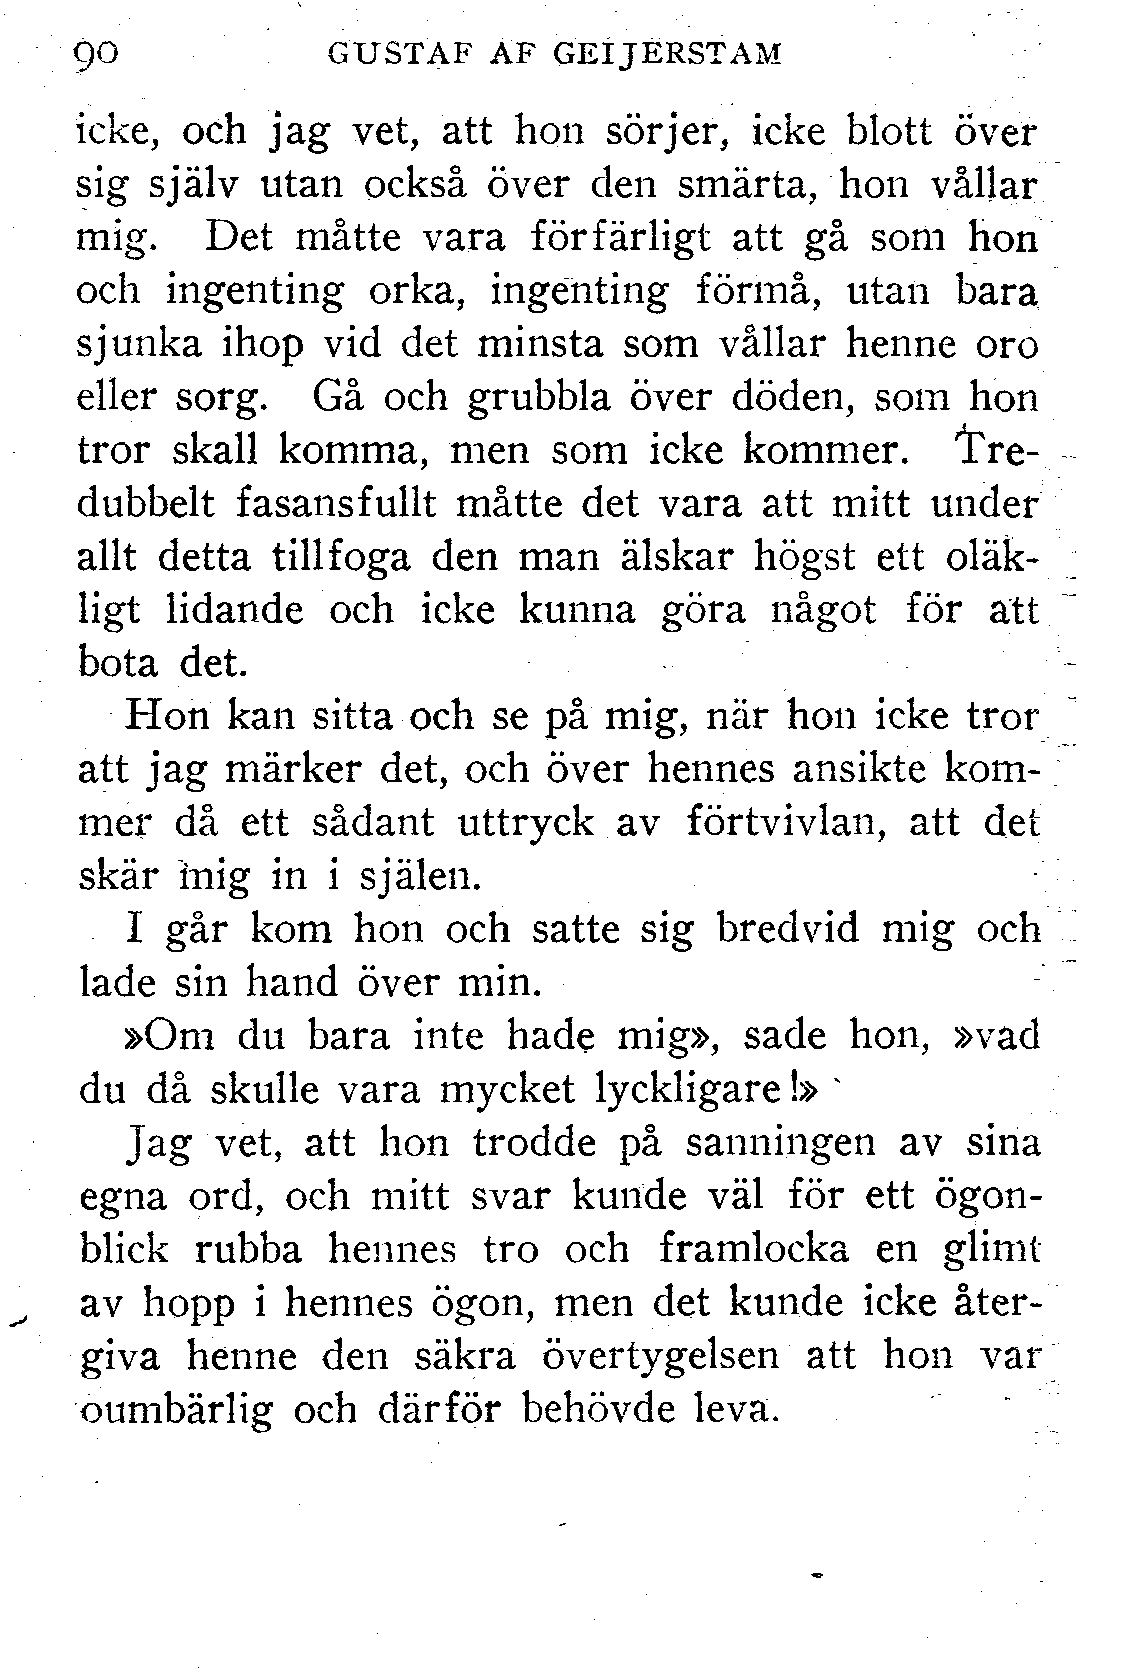 90 GUSTAF AF GEIJERSTAM
icke, och jag vet, att hon sörjer, icke blott över
sig själv utan också över den smärta, hon vållar
mig. Det måtte vara förfärligt att gå som hon
och ingenting orka, ingenting förmå, utan bara
sjunka ihop vid det minsta som vållar henne oro
eller sorg. Gå och grubbla över döden, som hon
tror skall komma, men som icke kommer. Tre-
dubbelt fasansfullt måtte det vara att mitt under
allt detta tillfoga den man älskar högst ett oläk-
ligt lidande och icke kunna göra något för att
bota det.
Hon kan sitta och se på mig, när hon icke tror
att jag märker det, och över hennes ansikte kom-
mer då ett sådant uttryck av förtvivlan, att det
skär mig in i själen.
I går kom hon och satte sig bredvid mig och
lade sin hand över min.
»Om du bara inte hade mig», sade hon, »vad
du då skulle vara mycket lyckligare!»
Jag vet, att hon trodde på sanningen av sina
egna ord, och mitt svar kunde väl för ett ögon-
blick rubba hennes tro och framlocka en glimt
av hopp i hennes ögon, men det kunde icke åter-
giva henne den säkra övertygelsen att hon var
oumbärlig och därför behövde leva.